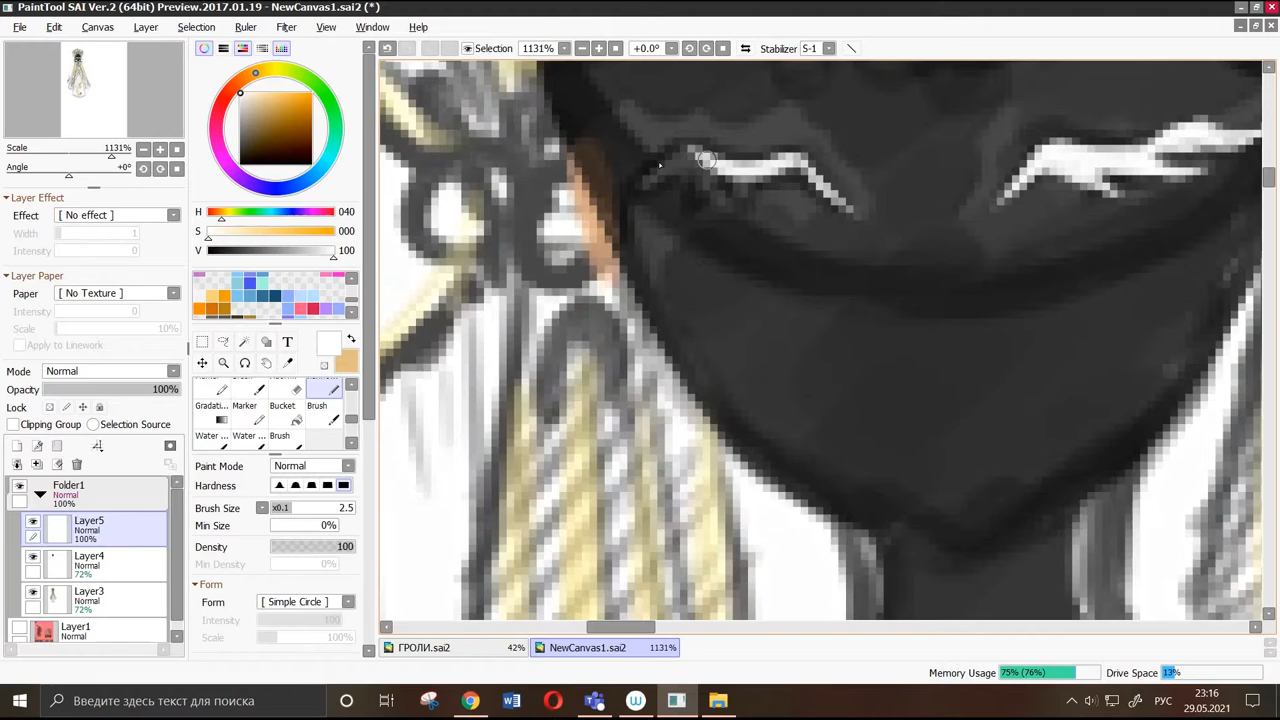 PaintTool SAI Ver.2 (64bit) Preview.2017.01.19 - NewCanvas1.sai2 (*)
File Edit Canvas Layer Selection Ruler Filter View Window Help
Selection 1131% +0.0° Stabilizer S-1
Scale 1131%
Angle +0°
Layer Effect
Effect [ No effect ]
Width 1
Intensity 0
Layer Paper
Paper [ No Texture ]
Intensity 0
Scale 10%
Apply to Linework
Mode Normal
Opacity 100%
Lock
Clipping Group Selection Source
Folder1
Normal
100%
Layer5
Normal
100%
Layer4
Normal
72%
Layer3
Normal
72%
Layer1
Normal
H 040
S 000
V 100
T
Gradati... Marker Bucket Brush
Water ... Water ... Brush
Paint Mode Normal
Hardness
Brush Size x0.1 2.5
Min Size 0%
Density 100
Min Density 0%
Form
Form [ Simple Circle ]
Intensity 100
Scale 100%
ГРОЛИ.sai2 42% NewCanvas1.sai2 1131%
Memory Usage 75% (76%) Drive Space 13%
Введите здесь текст для поиска
РУС
23:16
29.05.2021